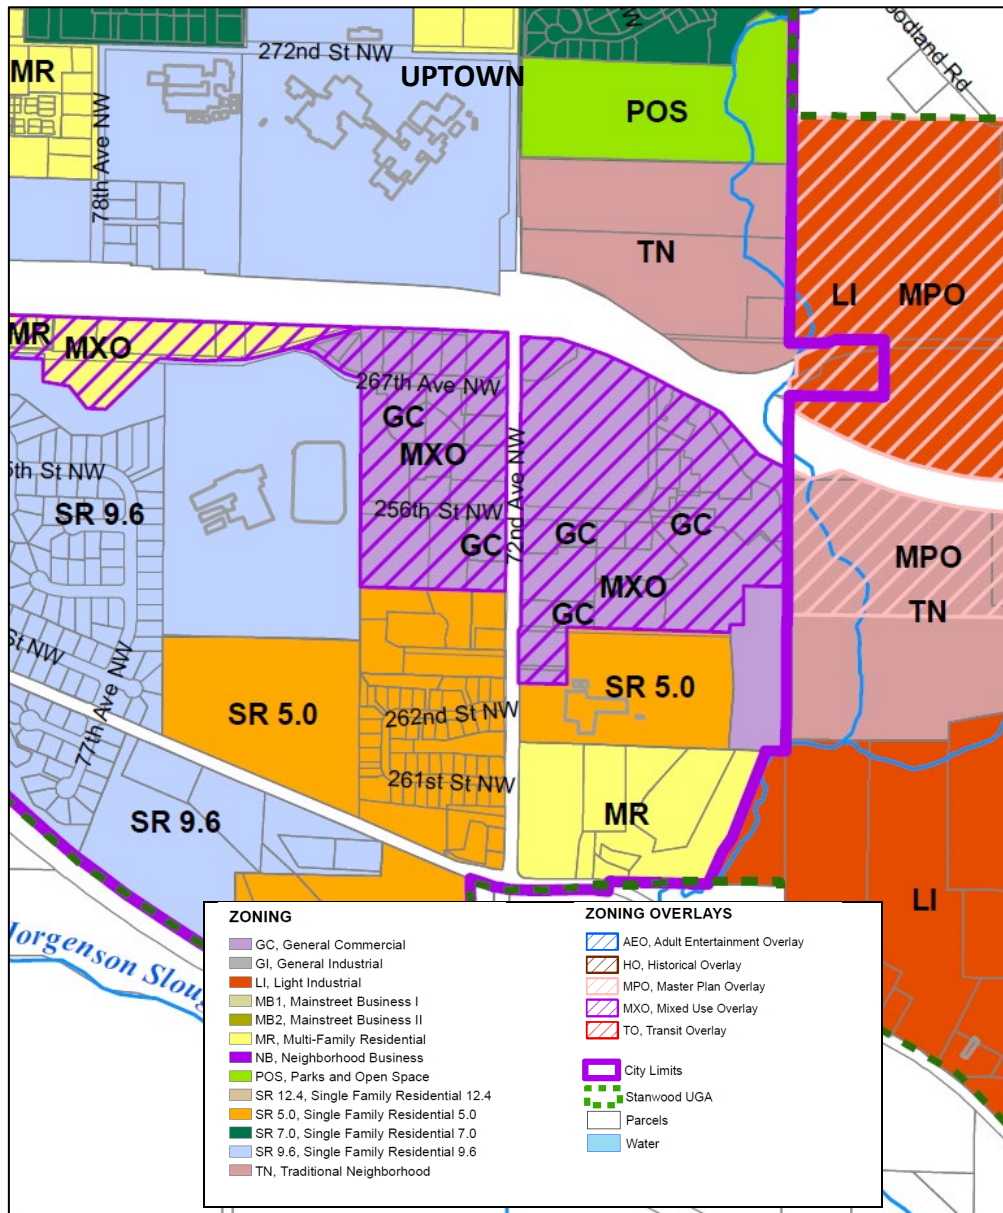 272nd St NW
UPTOWN
MR
POS
78th Ave NW
TN
LI MPO
MR
MXO
267th Ave NW
GC
MXO
72nd Ave NW
256th St NW
GC
GC
GC
SR 9.6
MXO
GC
MPO
TN
SR 5.0
SR 5.0
262nd St NW
77th Ave NW
261st St NW
SR 9.6
MR
LI
ZONING
GC, General Commercial
GI, General Industrial
LI, Light Industrial
MB1, Mainstreet Business I
MB2, Mainstreet Business II
MR, Multi-Family Residential
NB, Neighborhood Business
POS, Parks and Open Space
SR 12.4, Single Family Residential 12.4
SR 5.0, Single Family Residential 5.0
SR 7.0, Single Family Residential 7.0
SR 9.6, Single Family Residential 9.6
TN, Traditional Neighborhood
ZONING OVERLAYS
AEO, Adult Entertainment Overlay
HO, Historical Overlay
MPO, Master Plan Overlay
MXO, Mixed Use Overlay
TO, Transit Overlay
City Limits
Stanwood UGA
Parcels
Water